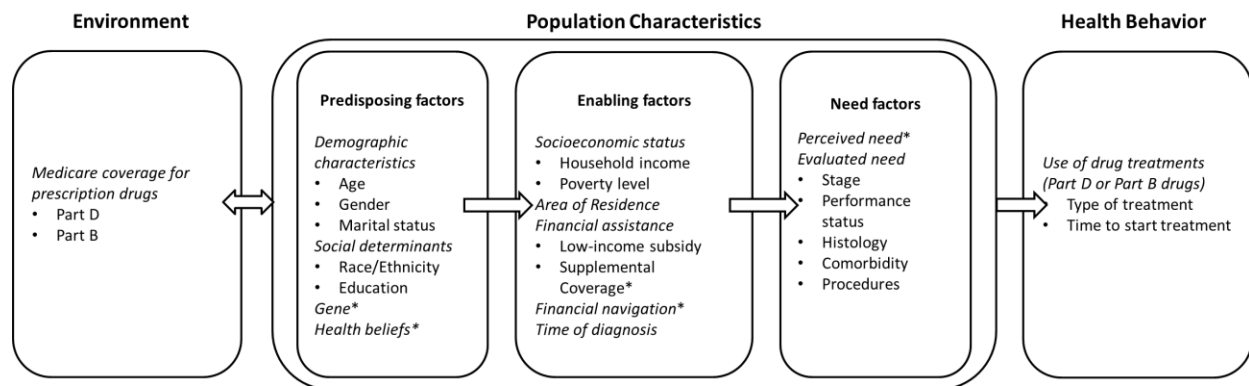 Environment
Population Characteristics
Health Behavior
Medicare coverage for
prescription drugs
• Part D
• Part B
Predisposing factors
Demographic
characteristics
• Age
• Gender
• Marital status
Social determinants
• Race/Ethnicity
• Education
Gene*
Health beliefs*
Enabling factors
Socioeconomic status
• Household income
• Poverty level
Area of Residence
Financial assistance
• Low-income subsidy
• Supplemental
Coverage*
Financial navigation*
Time of diagnosis
Need factors
Perceived need*
Evaluated need
• Stage
• Performance
status
• Histology
• Comorbidity
• Procedures
Use of drug treatments
(Part D or Part B drugs)
• Type of treatment
• Time to start treatment